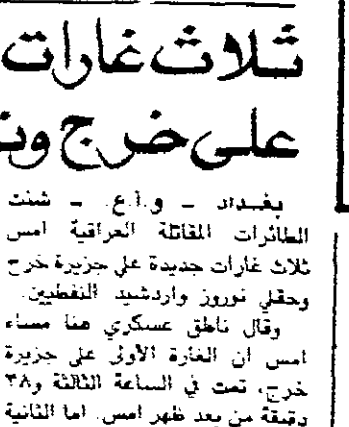 ثلاث غارات
على خرج
بغداد - و.ا.ع. - شنت
الطائرات المقاتلة العراقية امس
ثلاث غارات جديدة على جزيرة خرج
وحقلي نوروز واردشيد النفطيين.
وقال ناطق عسكري هنا مساء
امس ان الغارة الأولى على جزيرة
خرج، تمت في الساعة الثالثة و٣٨
دقيقة من بعد ظهر امس. اما الثانية